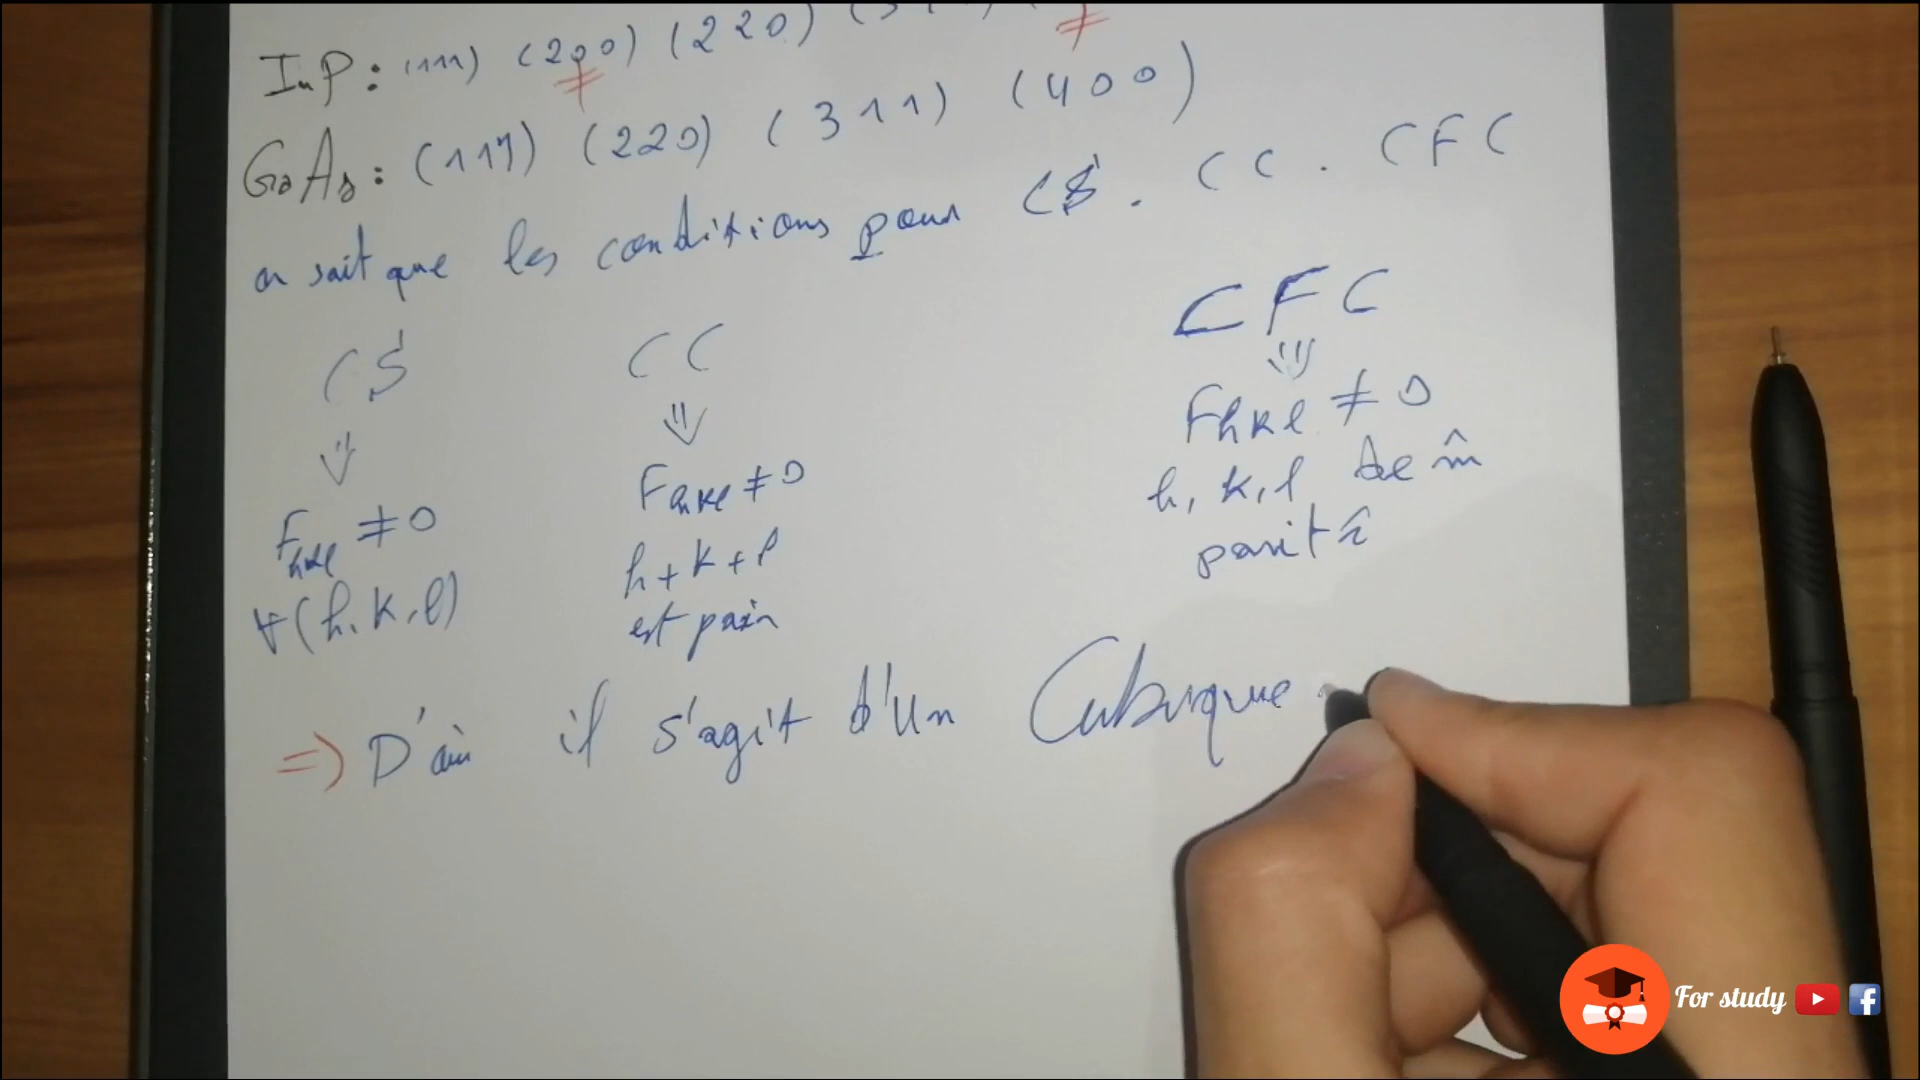 InP : (111) (200) (220)
GaAs : (111) (220) (311) (400)
on sait que les conditions pour CS . CC . CFC
CS CC CFC
⇓ ⇓ ⇓
Fhkl ≠ 0 Fhkl ≠ 0 Fhkl ≠ 0
∀(h,k,l) h+k+l h, k, l de m̂
est pair parité
⇒ D'où il s'agit d'un Cubique
For study